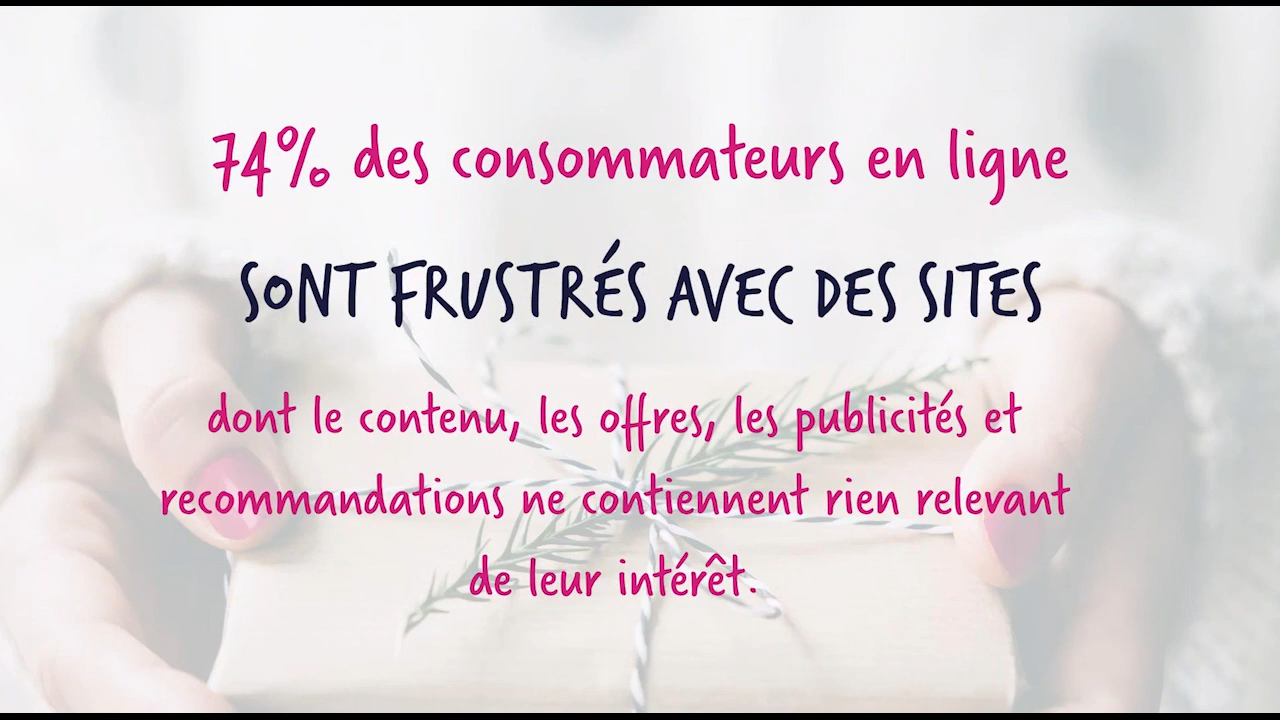 74% des consommateurs en ligne
SONT FRUSTRÉS AVEC DES SITES
dont le contenu, les offres, les publicités et
recommandations ne contiennent rien relevant
de leur intérêt.